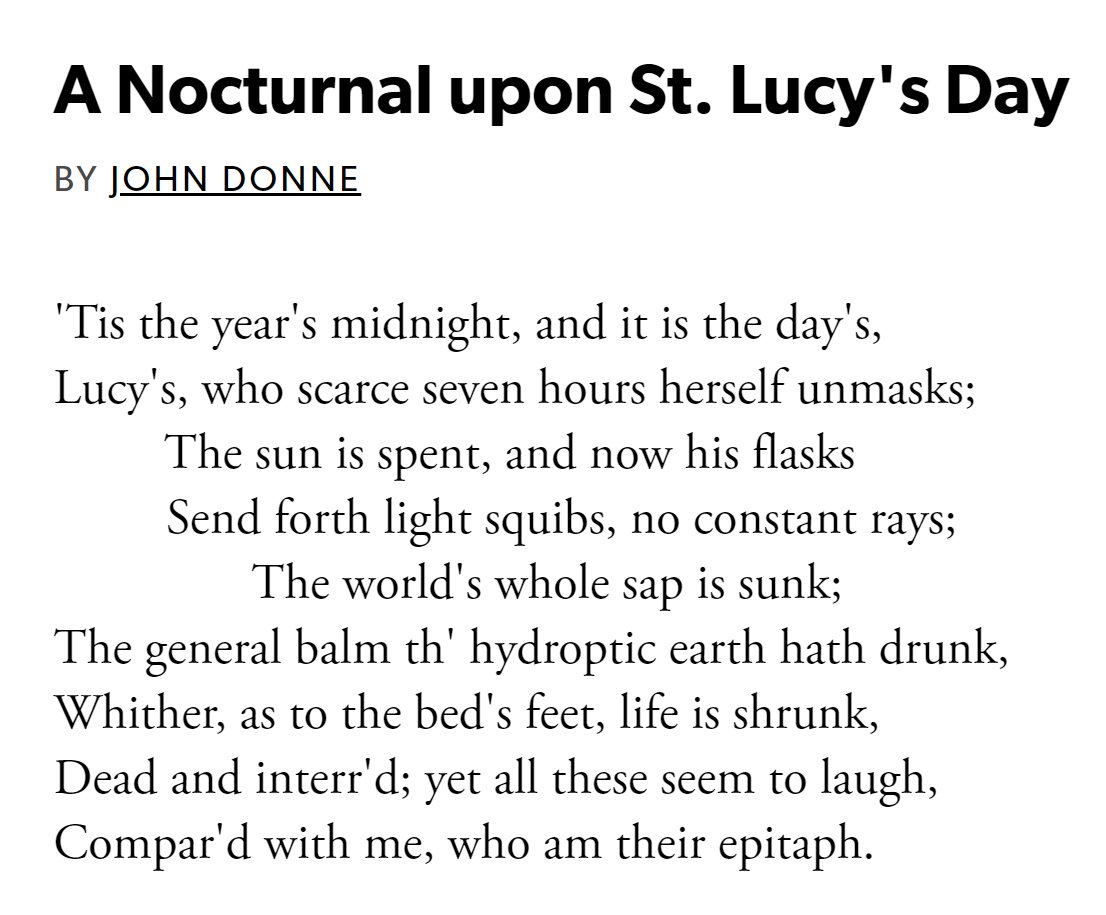 A Nocturnal upon St. Lucy's Day
BY JOHN DONNE
'Tis the year's midnight, and it is the day's,
Lucy's, who scarce seven hours herself unmasks;
The sun is spent, and now his flasks
Send forth light squibs, no constant rays;
The world's whole sap is sunk;
The general balm th' hydroptic earth hath drunk,
Whither, as to the bed's feet, life is shrunk,
Dead and interr'd; yet all these seem to laugh,
Compar'd with me, who am their epitaph.